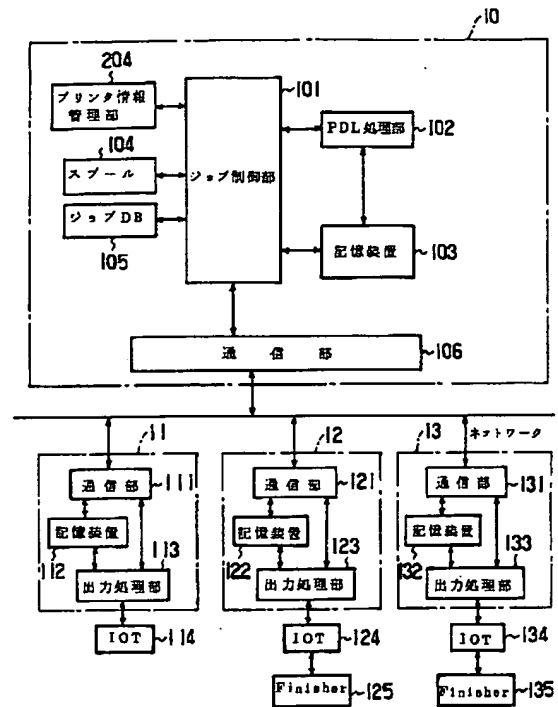 10
204
プリンタ情報
管理部
101
PDL処理部
102
104
スプール
ジョブ制御部
ジョブDB
105
記憶装置
103
通信部
106
ネットワーク
11
通信部
111
記憶装置
112
113
出力処理部
IOT
114
12
通信部
121
記憶装置
122
123
出力処理部
IOT
124
Finisher
125
13
通信部
131
記憶装置
132
133
出力処理部
IOT
134
Finisher
135